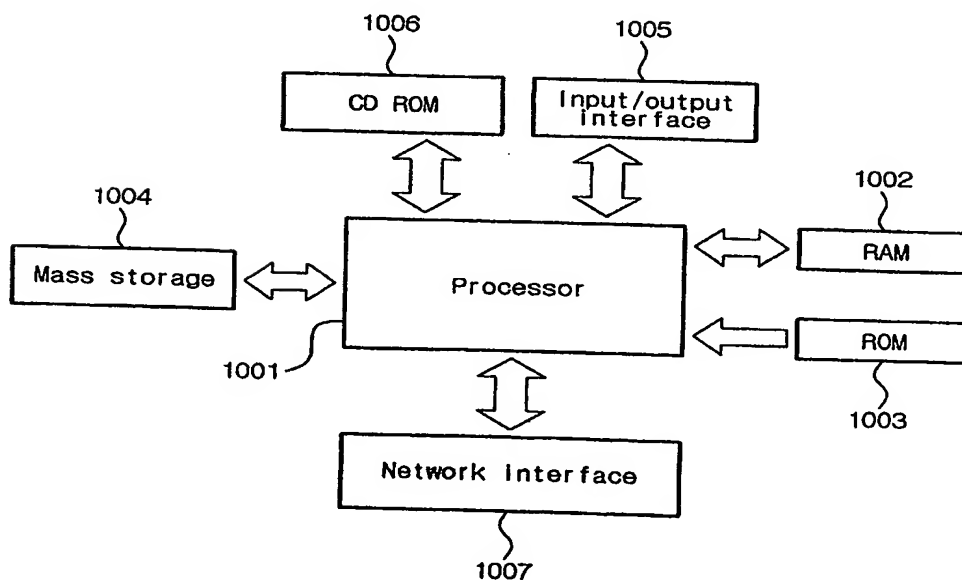 1006
1005
CD ROM
Input/output
interface
1004
1002
Mass storage
Processor
RAM
1001
ROM
1003
Network interface
1007